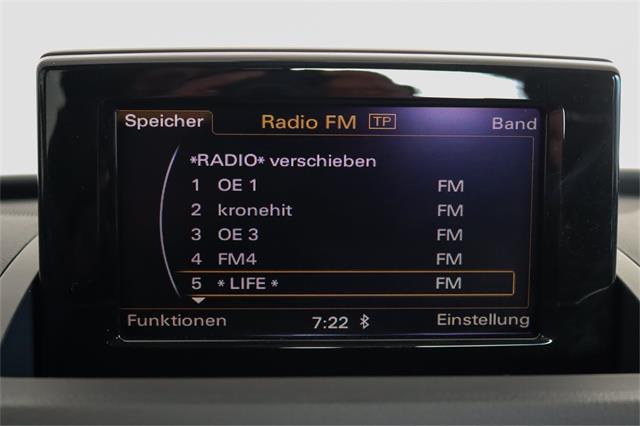 Speicher Radio FM TP Band
*RADIO* verschieben
1 OE 1 FM
2 kronehit FM
3 OE 3 FM
4 FM4 FM
5 * LIFE * FM
Funktionen 7:22 Einstellung